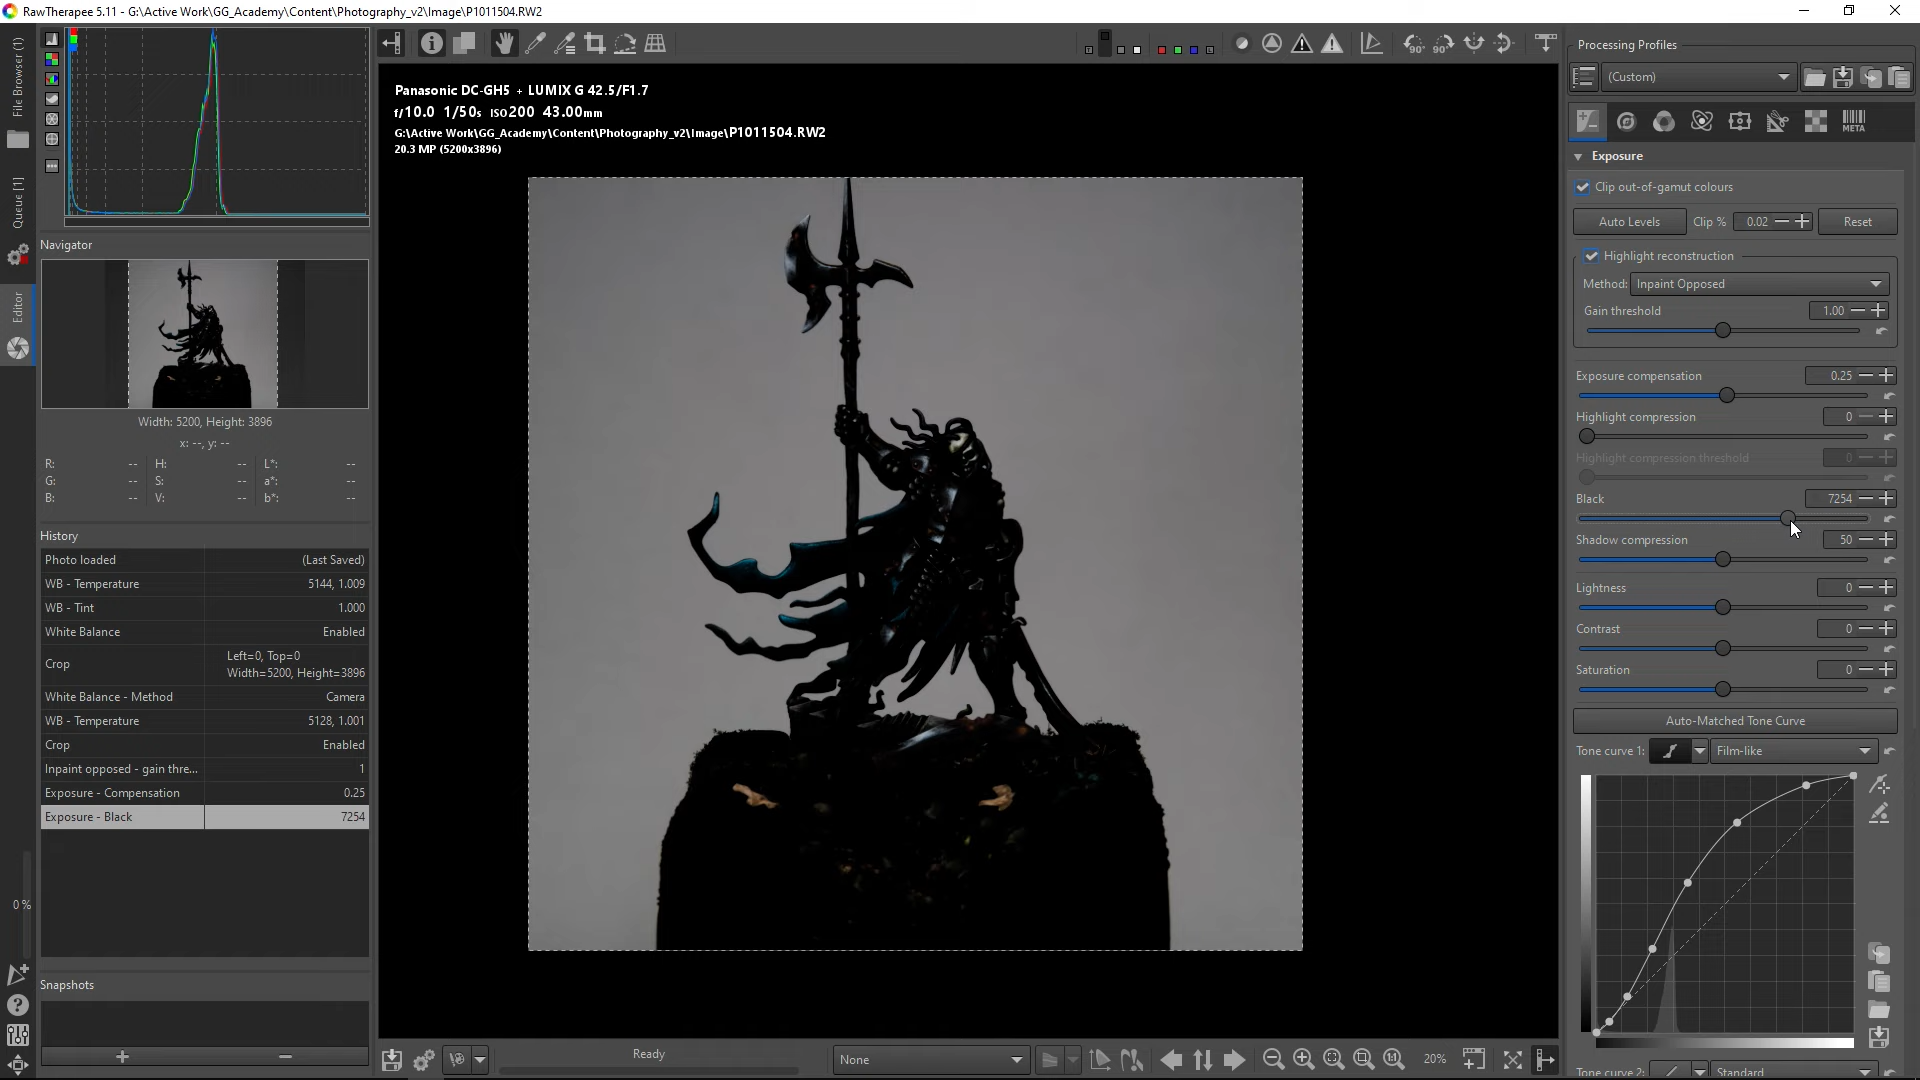 RawTherapee 5.11 - G:\Active Work\GG_Academy\Content\Photography_v2\Image\P1011504.RW2
File Browser (1)
Queue [1]
Editor
0 %
Navigator
Width: 5200, Height: 3896
x: --, y: --
R: -- H: -- L*: --
G: -- S: -- a*: --
B: -- V: -- b*: --
History
Photo loaded (Last Saved)
WB - Temperature 5144, 1.009
WB - Tint 1.000
White Balance Enabled
Crop Left=0, Top=0
Width=5200, Height=3896
White Balance - Method Camera
WB - Temperature 5128, 1.001
Crop Enabled
Inpaint opposed - gain thre... 1
Exposure - Compensation 0.25
Exposure - Black 7254
Snapshots
Panasonic DC-GH5 + LUMIX G 42.5/F1.7
f/10.0 1/50s ISO200 43.00mm
G:\Active Work\GG_Academy\Content\Photography_v2\Image\P1011504.RW2
20.3 MP (5200x3896)
Ready
None
1:1
20%
Processing Profiles
(Custom)
META
Exposure
Clip out-of-gamut colours
Auto Levels Clip % 0.02 Reset
Highlight reconstruction
Method: Inpaint Opposed
Gain threshold 1.00
Exposure compensation 0.25
Highlight compression 0
Highlight compression threshold 0
Black 7254
Shadow compression 50
Lightness 0
Contrast 0
Saturation 0
Auto-Matched Tone Curve
Tone curve 1: Film-like
Tone curve 2: Standard